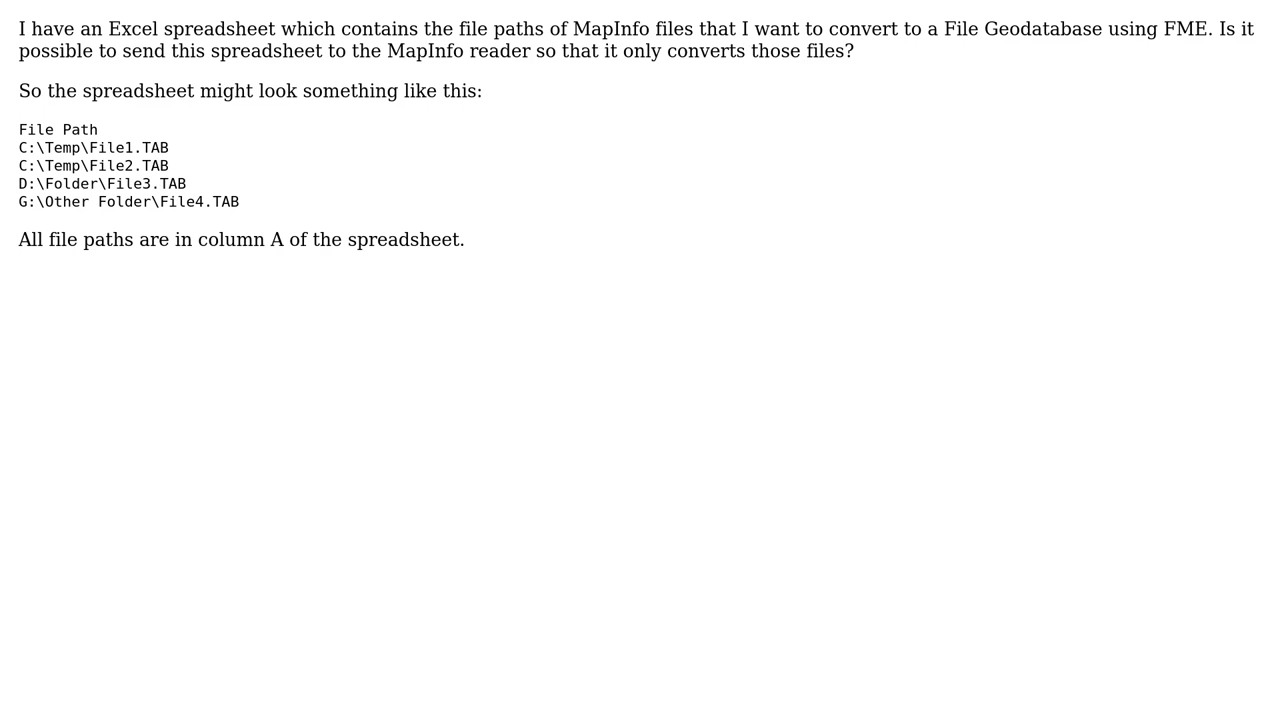 I have an Excel spreadsheet which contains the file paths of MapInfo files that I want to convert to a File Geodatabase using FME. Is it
possible to send this spreadsheet to the MapInfo reader so that it only converts those files?
So the spreadsheet might look something like this:
File Path
C:\Temp\File1.TAB
C:\Temp\File2.TAB
D:\Folder\File3.TAB
G:\Other Folder\File4.TAB
All file paths are in column A of the spreadsheet.